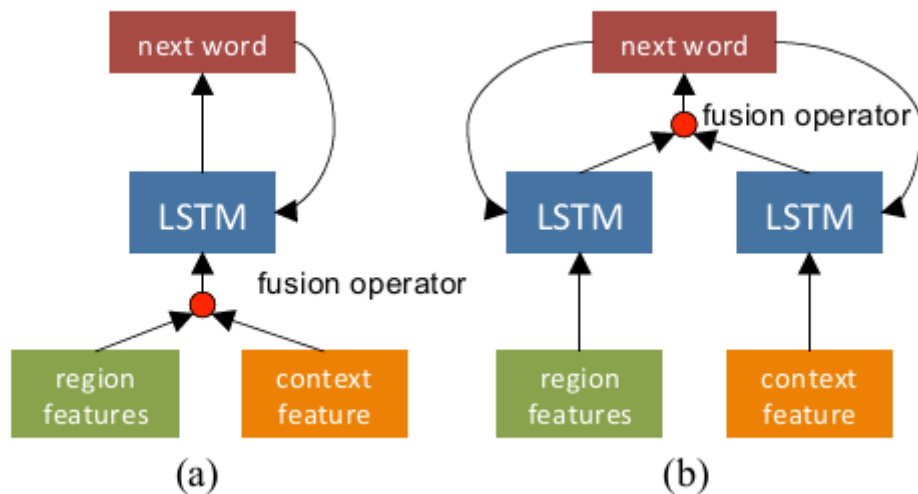 next word
LSTM
fusion operator
region
features
context
feature
(a)
next word
fusion operator
LSTM
LSTM
region
features
context
feature
(b)